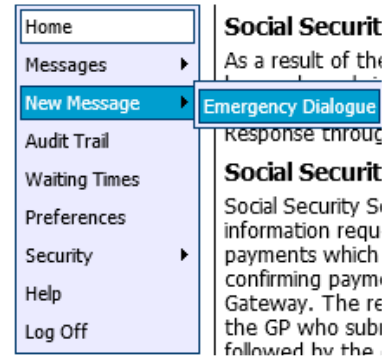 Home
Messages
New Message
Audit Trail
Waiting Times
Preferences
Security
Help
Log Off
Emergency Dialogue
Social Securit
As a result of the
Response throug
Social Securit
Social Security S
information requ
payments which
confirming payme
Gateway. The re
the GP who sub
followed by the